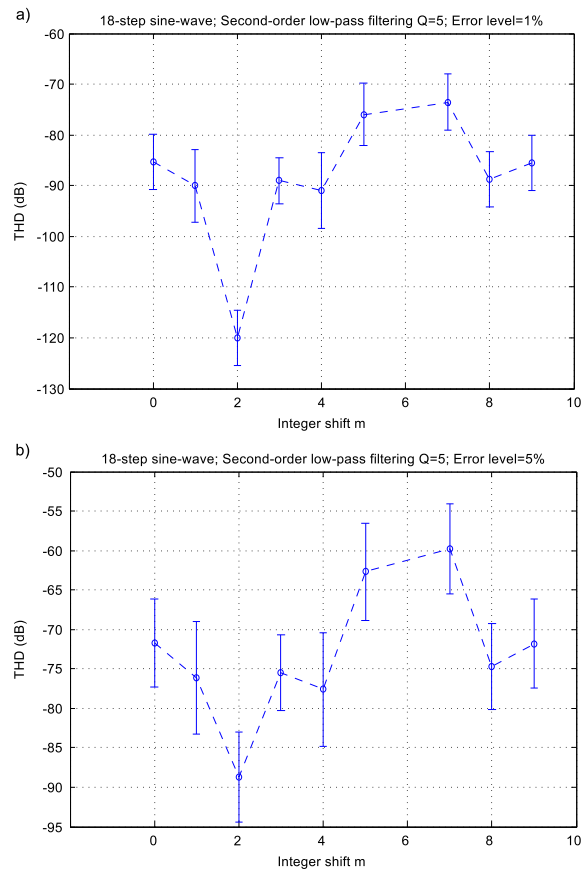 a)
18-step sine-wave; Second-order low-pass filtering Q=5; Error level=1%
-60
-70
-80
-90
-100
-110
-120
-130
THD (dB)
0 2 4 6 8 10
Integer shift m
b)
18-step sine-wave; Second-order low-pass filtering Q=5; Error level=5%
-50
-55
-60
-65
-70
-75
-80
-85
-90
-95
THD (dB)
0 2 4 6 8 10
Integer shift m